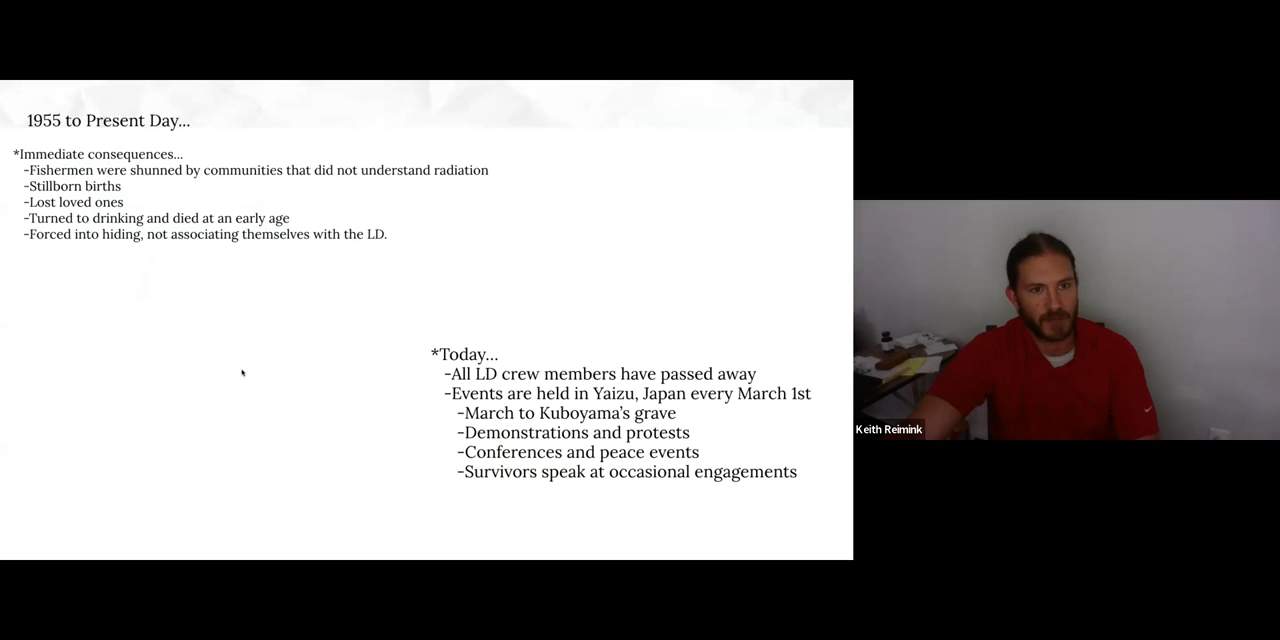 1955 to Present Day...
*Immediate consequences...
-Fishermen were shunned by communities that did not understand radiation
-Stillborn births
-Lost loved ones
-Turned to drinking and died at an early age
-Forced into hiding, not associating themselves with the LD.
*Today...
-All LD crew members have passed away
-Events are held in Yaizu, Japan every March 1st
-March to Kuboyama's grave
-Demonstrations and protests
-Conferences and peace events
-Survivors speak at occasional engagements
Keith Reimink